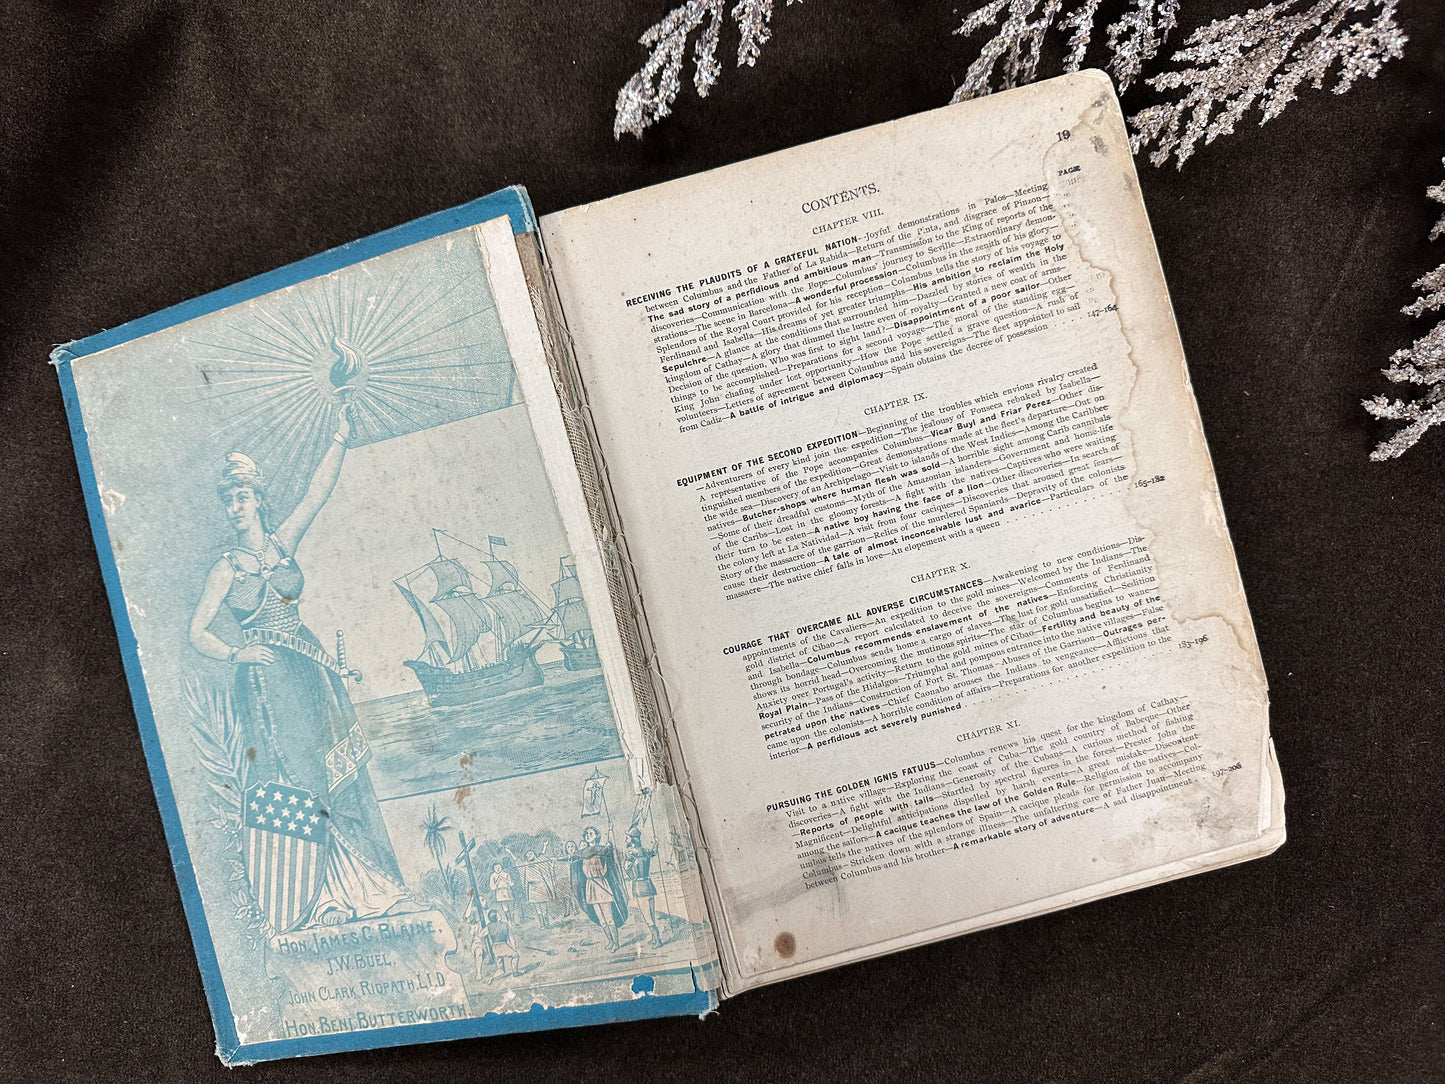 HON. JAMES G. BLAINE.
J.W. BUEL.
JOHN CLARK RIDPATH L.L.D
HON. BENJ. BUTTERWORTH.
19
CONTENTS.
PAGE
CHAPTER VIII.
RECEIVING THE PLAUDITS OF A GRATEFUL NATION—Joyful demonstrations in Palos—Meeting
between Columbus and the Father of La Rabida—Return of the Pinta, and disgrace of Pinzon—
The sad story of a perfidious and ambitious man—Transmission to the King of reports of the
discoveries—Communication with the Pope—Columbus' journey to Seville—Extraordinary demon-
strations—The scene in Barcelona—A wonderful procession—Columbus in the zenith of his glory—
Splendors of the Royal Court provided for his reception—Columbus tells the story of his voyage to
Ferdinand and Isabella—His dreams of yet greater triumphs—His ambition to reclaim the Holy
Sepulchre—A glance at the conditions that surrounded him—Dazzled by stories of wealth in the
kingdom of Cathay—A glory that dimmed the lustre even of royalty—Granted a new coat of arms—
Decision of the question, Who was first to sight land?—Disappointment of a poor sailor—Other
things to be accomplished—Preparations for a second voyage—The moral of the standing egg—
King John chafing under lost opportunity—How the Pope settled a grave question—A rush of
volunteers—Letters of agreement between Columbus and his sovereigns—The fleet appointed to sail
from Cadiz—A battle of intrigue and diplomacy—Spain obtains the decree of possession 147-164
CHAPTER IX.
EQUIPMENT OF THE SECOND EXPEDITION—Beginning of the troubles which envious rivalry created
—Adventurers of every kind join the expedition—The jealousy of Fonseca rebuked by Isabella—
A representative of the Pope accompanies Columbus—Vicar Buyl and Friar Perez—Other dis-
tinguished members of the expedition—Great demonstrations made at the fleet's departure—Out on
the wide sea—Discovery of an Archipelago—Visit to islands of the West Indies—Among the Caribbee
natives—Butcher-shops where human flesh was sold—A horrible sight among Carib cannibals
—Some of their dreadful customs—Myth of the Amazonian islanders—Government and home-life
of the Caribs—Lost in the gloomy forests—A fight with the natives—Captives who were waiting
their turn to be eaten—A native boy having the face of a lion—Other discoveries—In search of
the colony left at La Natividad—A visit from four caciques—Discoveries that aroused great fears—
Story of the massacre of the garrison—Relics of the murdered Spaniards—Depravity of the colonists
cause their destruction—A tale of almost inconceivable lust and avarice—Particulars of the
massacre—The native chief falls in love—An elopement with a queen . . . . . . . . . . 165-182
CHAPTER X.
COURAGE THAT OVERCAME ALL ADVERSE CIRCUMSTANCES—Awakening to new conditions—Dis-
appointments of the Cavaliers—An expedition to the gold mines—Welcomed by the Indians—The
gold district of Cibao—A report calculated to deceive the sovereigns—Comments of Ferdinand
and Isabella—Columbus recommends enslavement of the natives—Enforcing Christianity
through bondage—Columbus sends home a cargo of slaves—The lust for gold unsatisfied—Sedition
shows its horrid head—Overcoming the mutinous spirits—The star of Columbus begins to wane—
Anxiety over Portugal's activity—Return to the gold mines of Cibao—Fertility and beauty of the
Royal Plain—Pass of the Hidalgos—Triumphal and pompous entrance into the native villages—False
security of the Indians—Construction of Fort St. Thomas—Abuses of the Garrison—Outrages per-
petrated upon the natives—Chief Caonabo arouses the Indians to vengeance—Afflictions that
came upon the colonists—A horrible condition of affairs—Preparations for another expedition to the
interior—A perfidious act severely punished . . . . . . . . . . 183-196
CHAPTER XI.
PURSUING THE GOLDEN IGNIS FATUUS—Columbus renews his quest for the kingdom of Cathay—
Visit to a native village—Exploring the coast of Cuba—The gold country of Babeque—Other
discoveries—A fight with the Indians—Generosity of the Cubans—A curious method of fishing
—Reports of people with tails—Startled by spectral figures in the forest—Prester John the
Magnificent—Delightful anticipations dispelled by harsh events—A great mistake—Discontent
among the sailors—A cacique teaches the law of the Golden Rule—Religion of the natives—Col-
umbus tells the natives of the splendors of Spain—A cacique pleads for permission to accompany
Columbus—Stricken down with a strange illness—The unfaltering care of Father Juan—Meeting
between Columbus and his brother—A remarkable story of adventure—A sad disappointment . 197-206